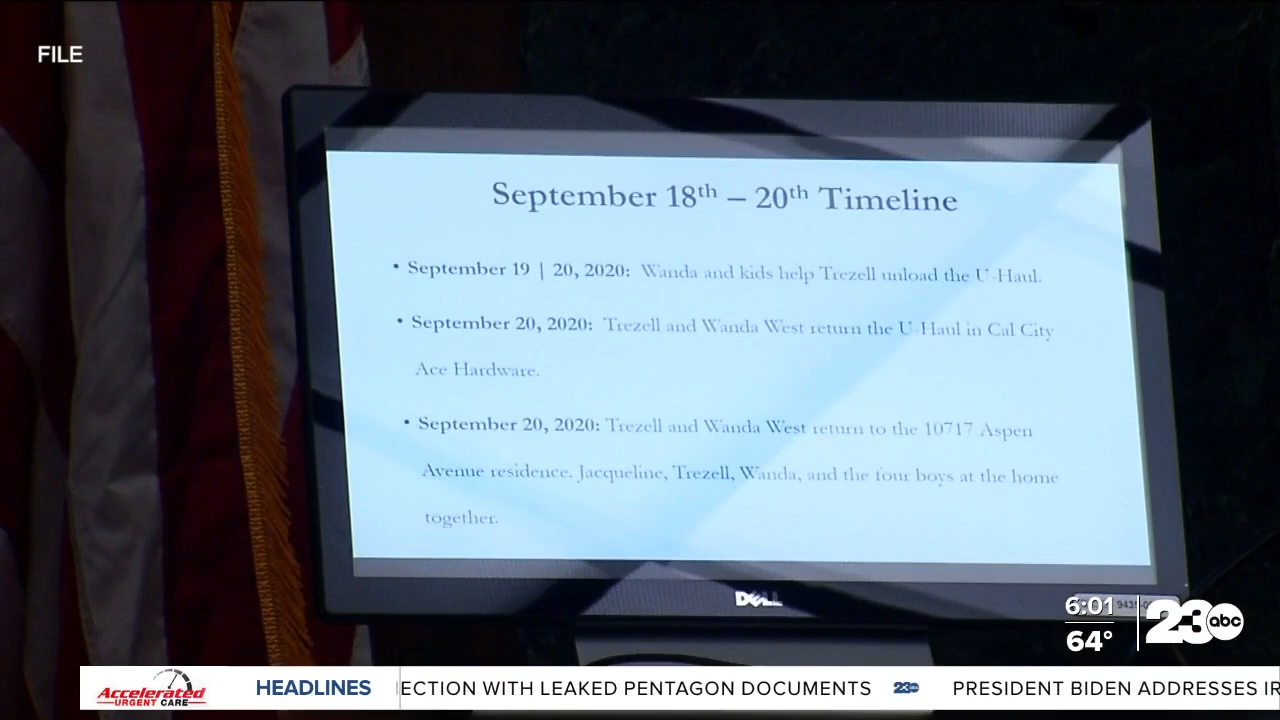 FILE
September 18th – 20th Timeline
• September 19 | 20, 2020: Wanda and kids help Trezell unload the U-Haul.
• September 20, 2020: Trezell and Wanda West return the U-Haul in Cal City
Ace Hardware.
• September 20, 2020: Trezell and Wanda West return to the 10717 Aspen
Avenue residence. Jacqueline, Trezell, Wanda, and the four boys at the home
together.
DELL
6:01
64°
23 abc
Accelerated
URGENT CARE
HEADLINES
ECTION WITH LEAKED PENTAGON DOCUMENTS 23 PRESIDENT BIDEN ADDRESSES IR